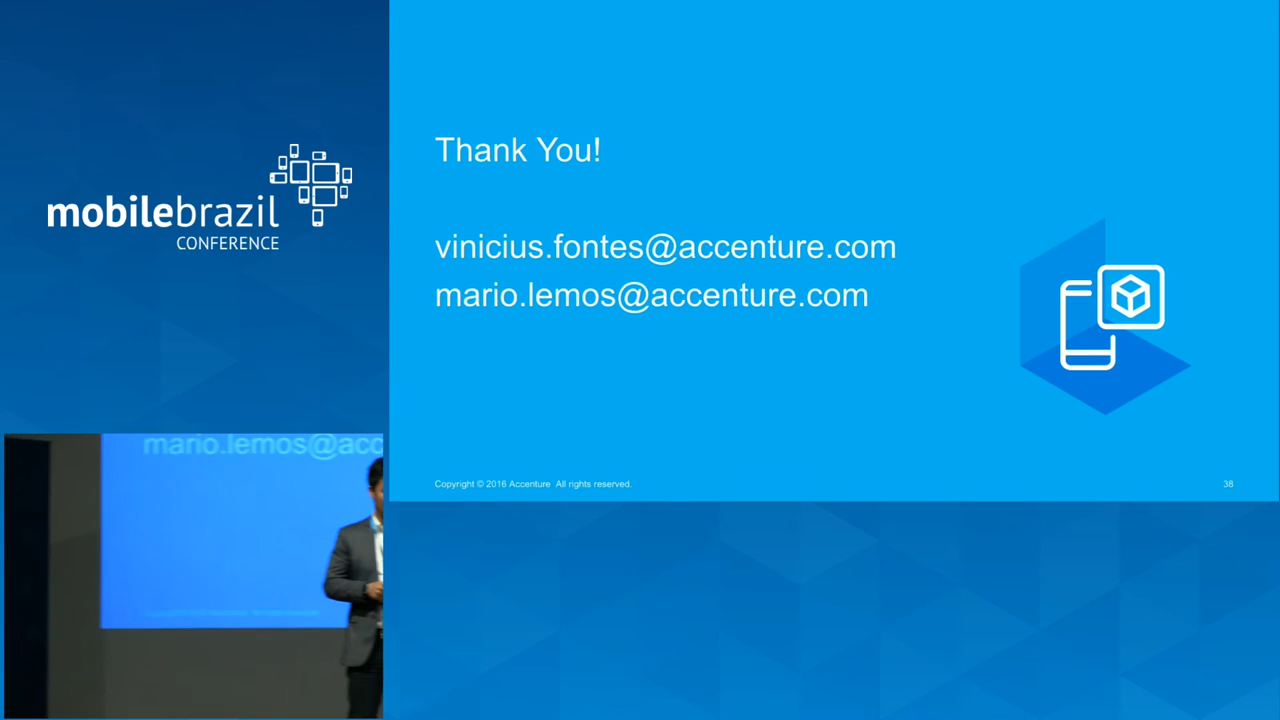 mobilebrazil
CONFERENCE
Thank You!
vinicius.fontes@accenture.com
mario.lemos@accenture.com
Copyright © 2016 Accenture All rights reserved.
38
mario.lemos@acc